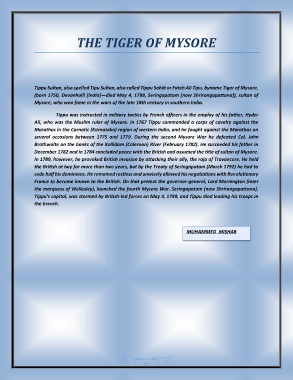 THE TIGER OF MYSORE
Tippu Sultan, also spelled Tipu Sultan, also called Tippu Sahib or Fateh Ali Tipu, byname Tiger of Mysore,
(born 1750, Devanhalli [India]—died May 4, 1799, Seringapatam [now Shrirangapattana]), sultan of
Mysore, who won fame in the wars of the late 18th century in southern India.
Tippu was instructed in military tactics by French officers in the employ of his father, Hyder
Ali, who was the Muslim ruler of Mysore. In 1767 Tippu commanded a corps of cavalry against the
Marathas in the Carnatic (Karnataka) region of western India, and he fought against the Marathas on
several occasions between 1775 and 1779. During the second Mysore War he defeated Col. John
Brathwaite on the banks of the Kollidam (Coleroon) River (February 1782). He succeeded his father in
December 1782 and in 1784 concluded peace with the British and assumed the title of sultan of Mysore.
In 1789, however, he provoked British invasion by attacking their ally, the raja of Travancore. He held
the British at bay for more than two years, but by the Treaty of Seringapatam (March 1792) he had to
cede half his dominions. He remained restless and unwisely allowed his negotiations with Revolutionary
France to become known to the British. On that pretext the governor-general, Lord Mornington (later
the marquess of Wellesley), launched the fourth Mysore War. Seringapatam (now Shrirangapattana),
Tippu's capital, was stormed by British-led forces on May 4, 1799, and Tippu died leading his troops in
the breach.
MUHAMMED MISHAB